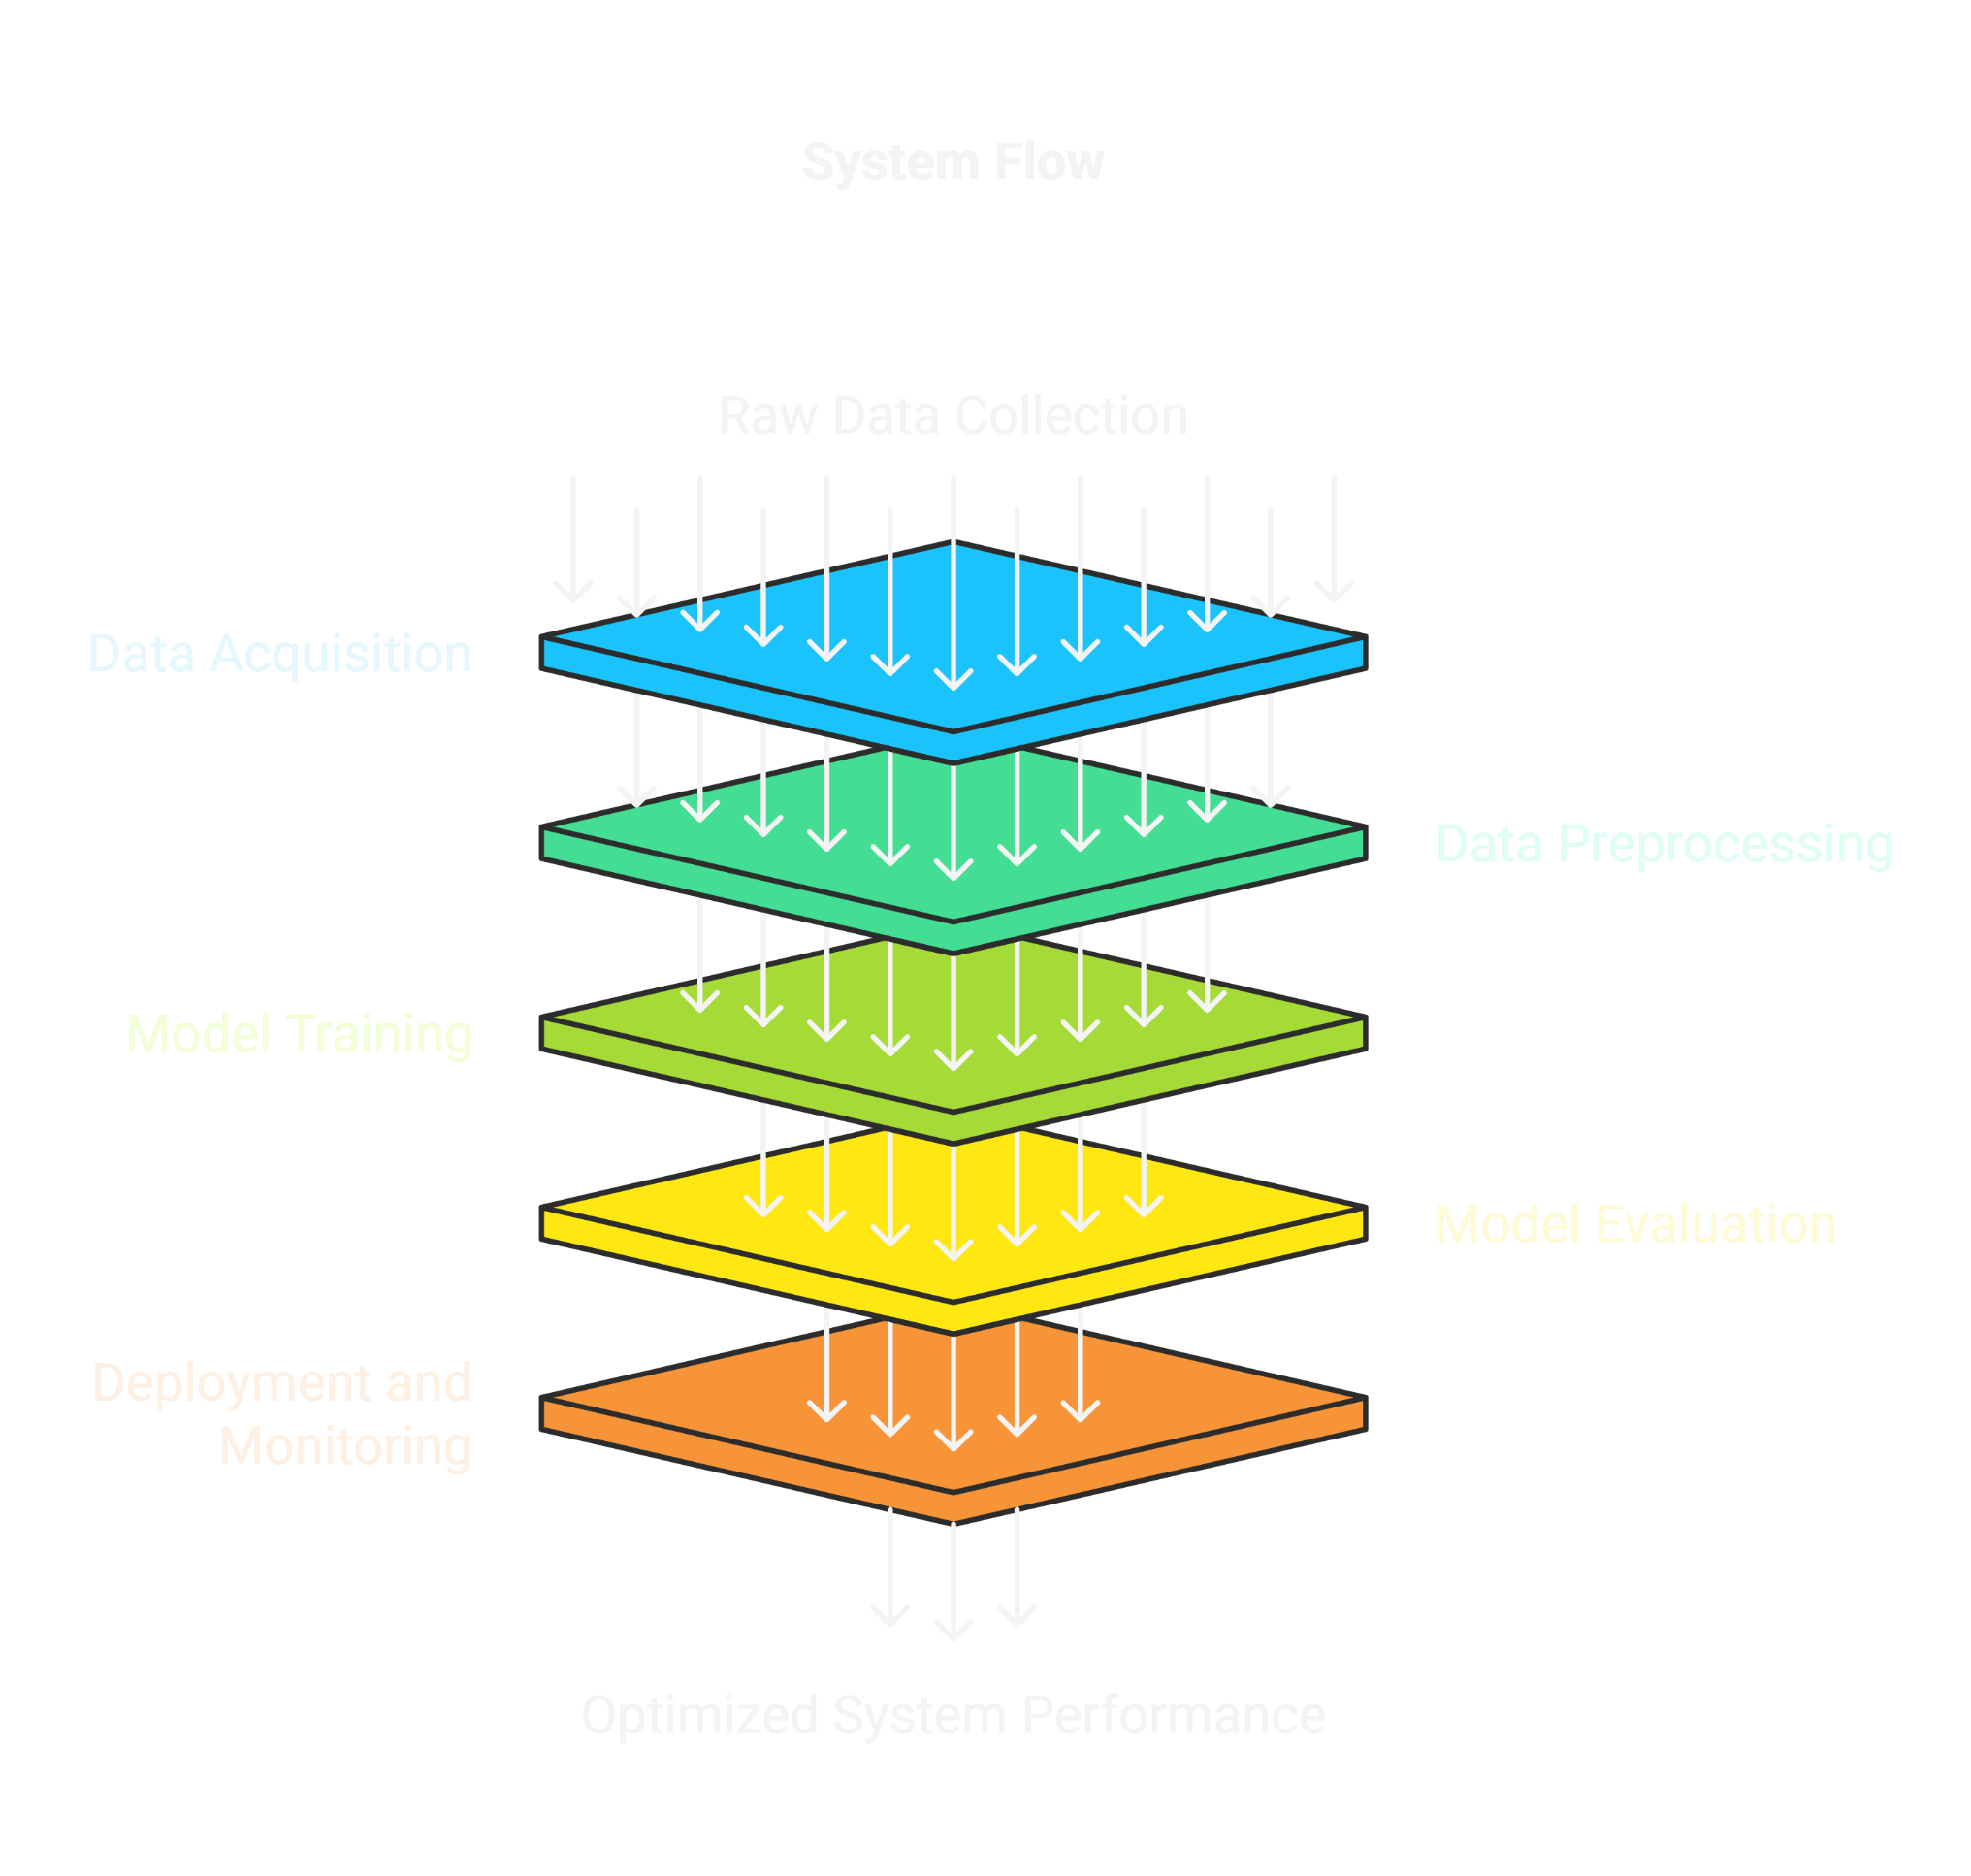 System Flow
Raw Data Collection
Data Acquisition
Data Preprocessing
Model Training
Model Evaluation
Deployment and
Monitoring
Optimized System Performance